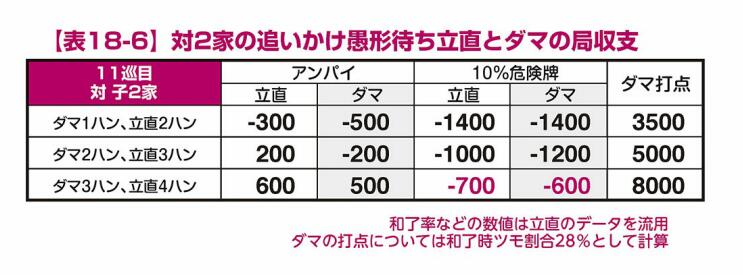 【表18-6】対2家の追いかけ愚形待ち立直とダマの局収支
11巡目 対 子2家 アンパイ 10%危険牌 ダマ打点
立直 ダマ 立直 ダマ
ダマ1ハン、立直2ハン -300 -500 -1400 -1400 3500
ダマ2ハン、立直3ハン 200 -200 -1000 -1200 5000
ダマ3ハン、立直4ハン 600 500 -700 -600 8000
和了率などの数値は立直のデータを流用
ダマの打点については和了時ツモ割合28%として計算